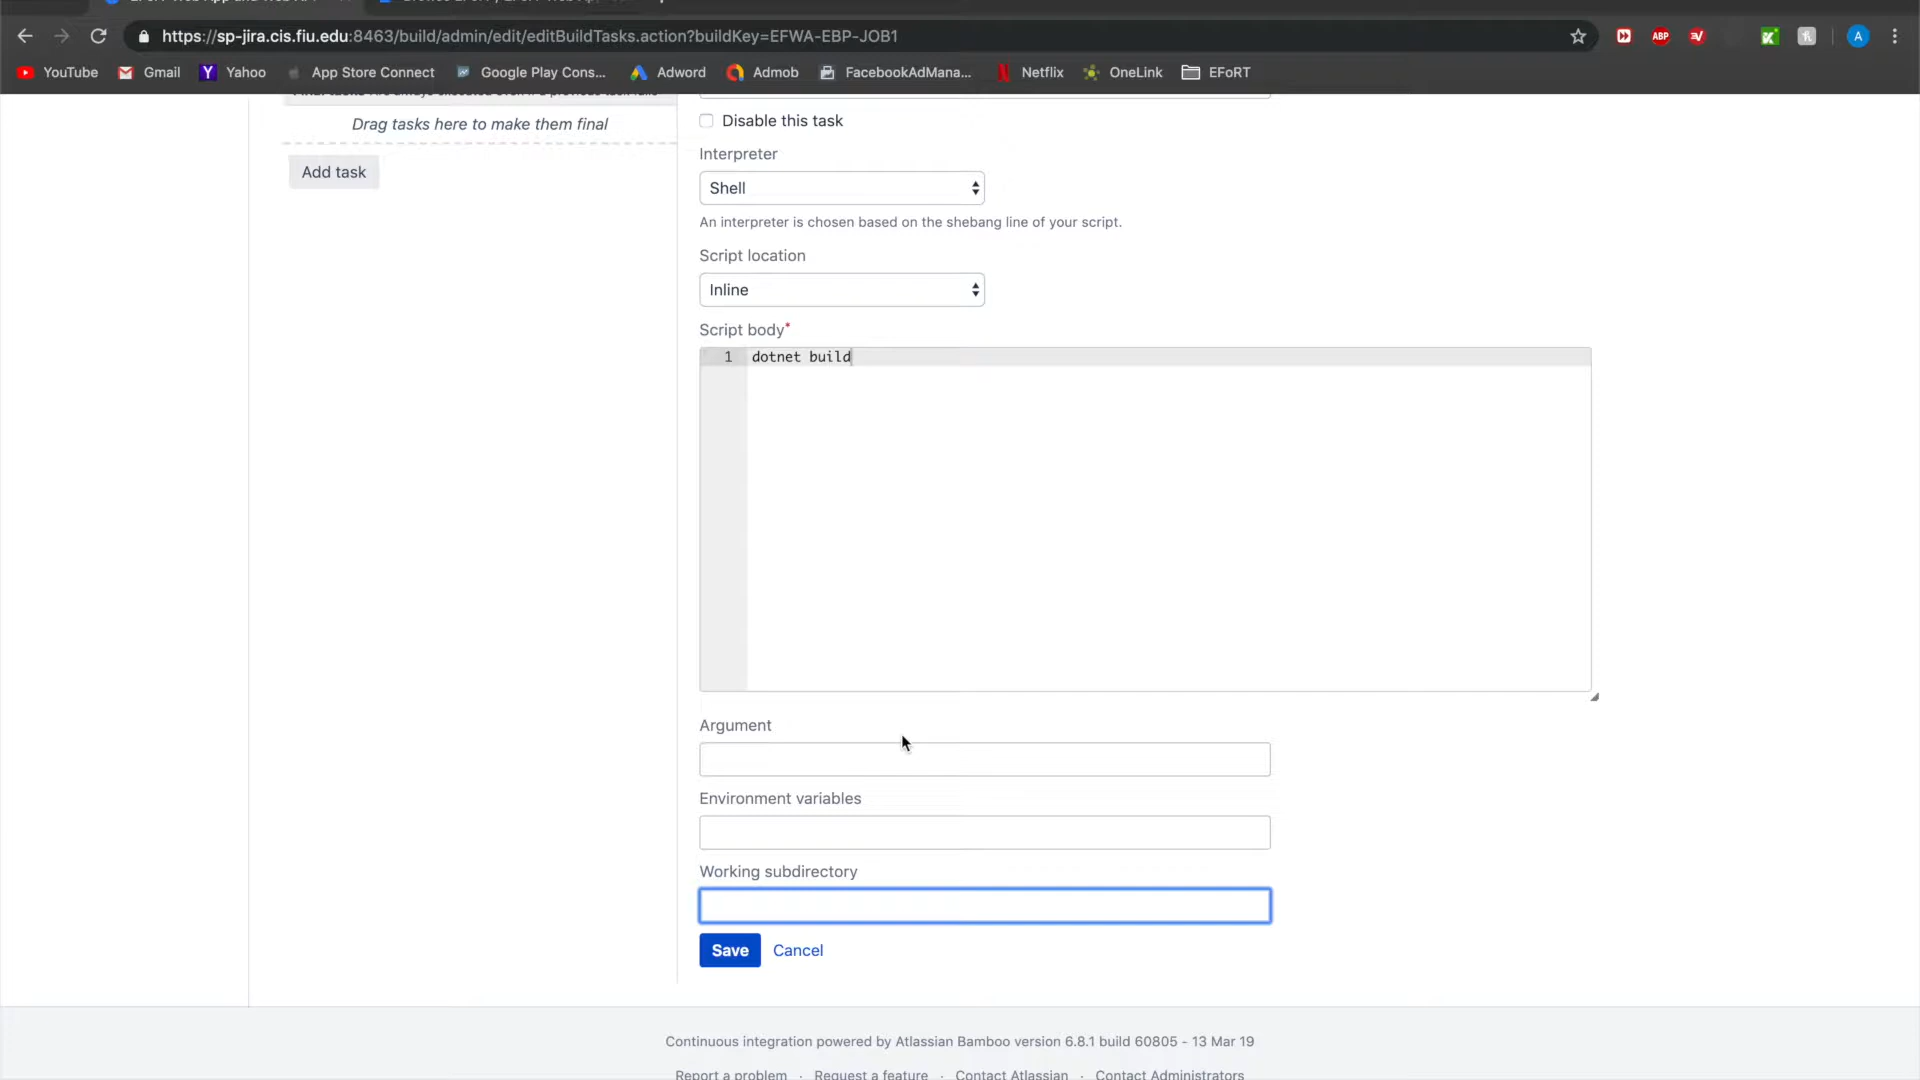 https://sp-jira.cis.fiu.edu:8463/build/admin/edit/editBuildTasks.action?buildKey=EFWA-EBP-JOB1
ABP
A
YouTube
Gmail
Yahoo
App Store Connect
Google Play Cons...
Adword
Admob
FacebookAdMana...
Netflix
OneLink
EFoRT
Drag tasks here to make them final
Add task
Disable this task
Interpreter
Shell
An interpreter is chosen based on the shebang line of your script.
Script location
Inline
Script body*
1 dotnet build
Argument
Environment variables
Working subdirectory
Save Cancel
Continuous integration powered by Atlassian Bamboo version 6.8.1 build 60805 - 13 Mar 19
Report a problem · Request a feature · Contact Atlassian · Contact Administrators